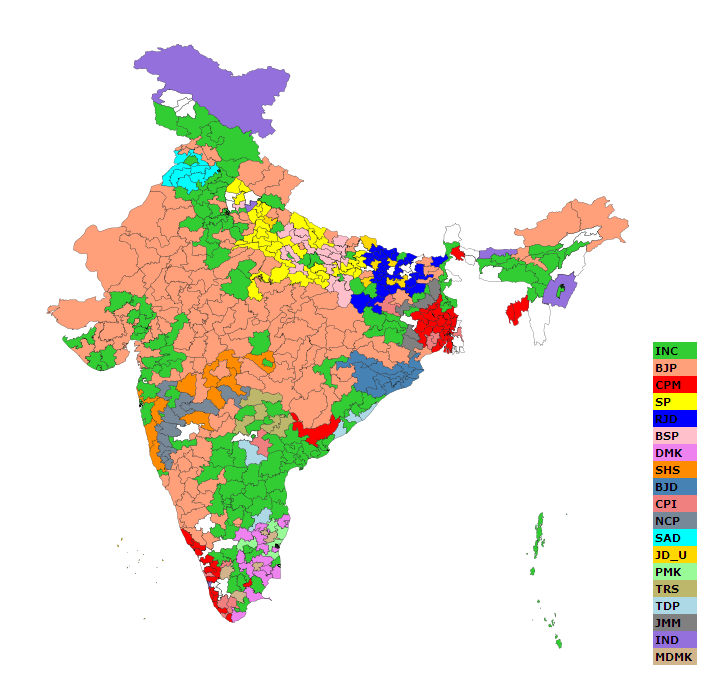 INC
BJP
CPM
SP
RJD
BSP
DMK
SHS
BJD
CPI
NCP
SAD
JD_U
PMK
TRS
TDP
JMM
IND
MDMK